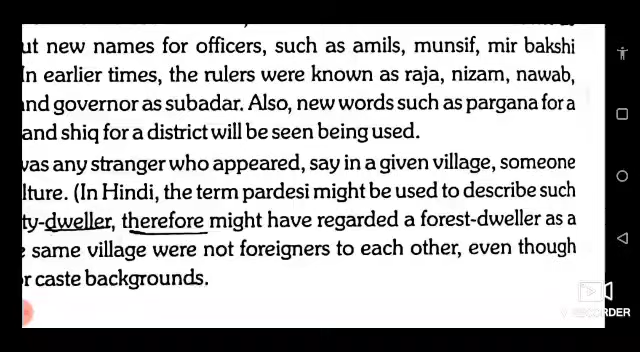 ut new names for officers, such as amils, munsif, mir bakshi
In earlier times, the rulers were known as raja, nizam, nawab,
and governor as subadar. Also, new words such as pargana for a
and shiq for a district will be seen being used.
was any stranger who appeared, say in a given village, someone
lture. (In Hindi, the term pardesi might be used to describe such
ty-dweller, therefore might have regarded a forest-dweller as a
e same village were not foreigners to each other, even though
r caste backgrounds.
RECORDER